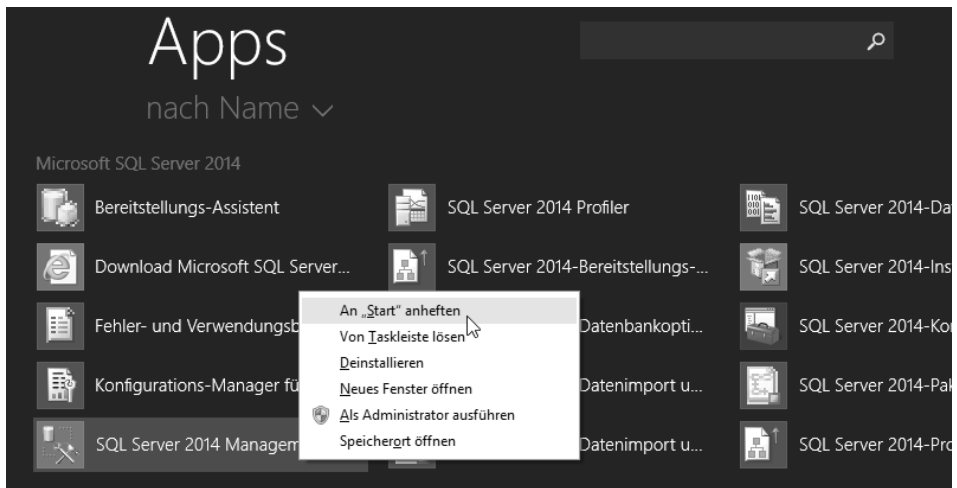 Apps
nach Name
Microsoft SQL Server 2014
Bereitstellungs-Assistent
Download Microsoft SQL Server...
Fehler- und Verwendungsb
Konfigurations-Manager fü
SQL Server 2014 Managem
SQL Server 2014 Profiler
SQL Server 2014-Bereitstellungs-...
Datenbankopti...
Datenimport u...
Datenimport u...
SQL Server 2014-Da
SQL Server 2014-Ins
SQL Server 2014-Ko
SQL Server 2014-Pak
SQL Server 2014-Pro
An „Start“ anheften
Von Taskleiste lösen
Deinstallieren
Neues Fenster öffnen
Als Administrator ausführen
Speicherort öffnen